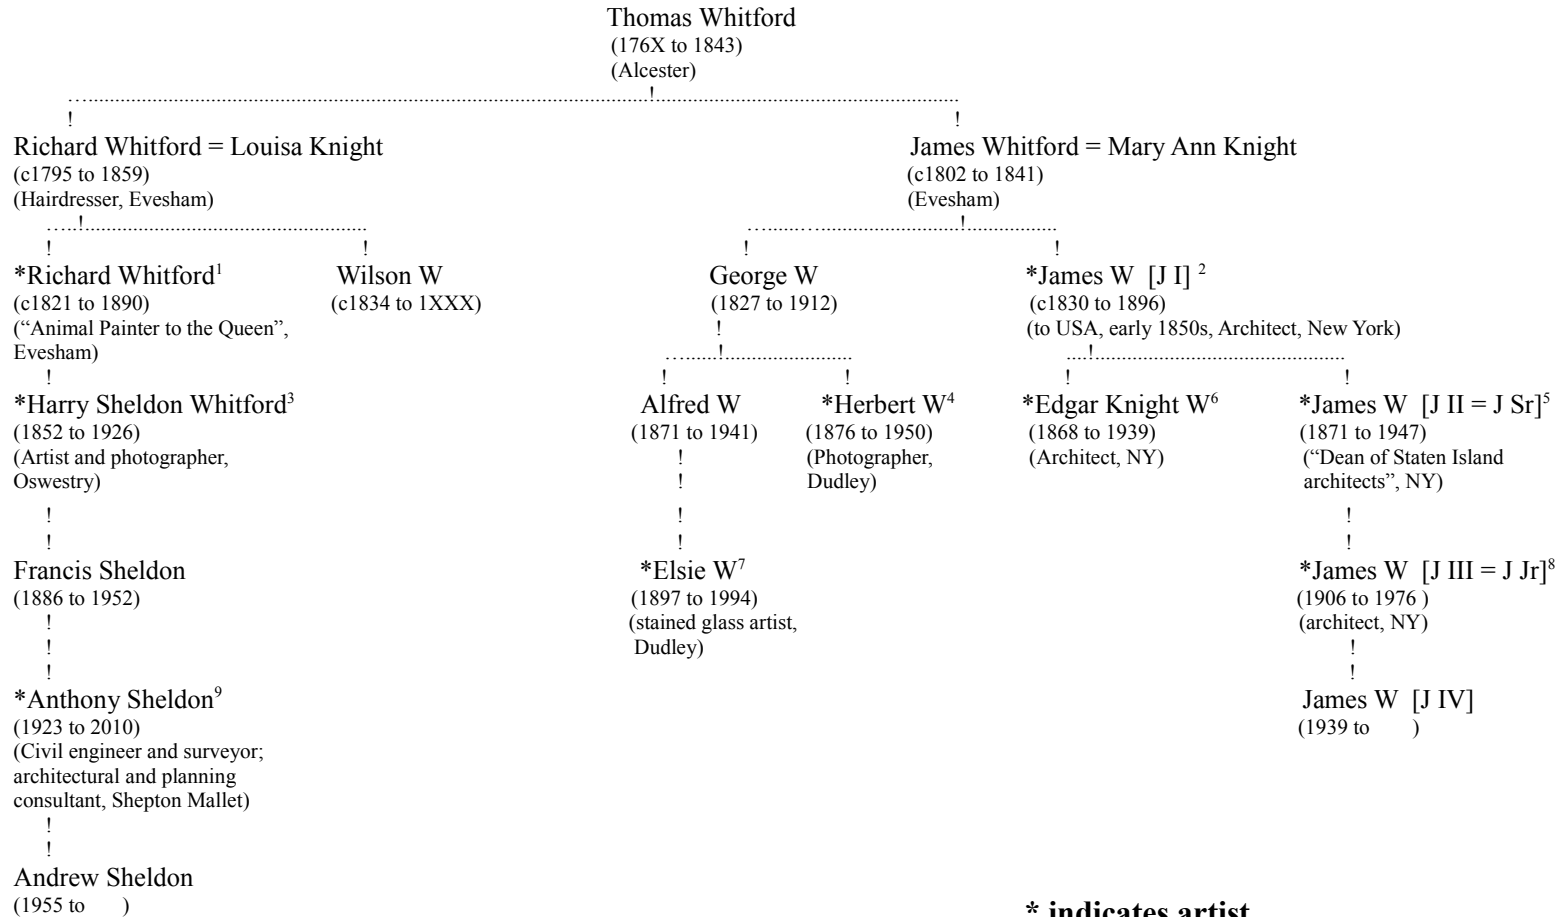 Thomas Whitford
(176X to 1843)
(Alcester)
Richard Whitford = Louisa Knight
(c1795 to 1859)
(Hairdresser, Evesham)
James Whitford = Mary Ann Knight
(c1802 to 1841)
(Evesham)
*Richard Whitford¹
(c1821 to 1890)
(“Animal Painter to the Queen”,
Evesham)
Wilson W
(c1834 to 1XXX)
George W
(1827 to 1912)
*James W [J I] ²
(c1830 to 1896)
(to USA, early 1850s, Architect, New York)
*Harry Sheldon Whitford³
(1852 to 1926)
(Artist and photographer,
Oswestry)
Alfred W
(1871 to 1941)
*Herbert W⁴
(1876 to 1950)
(Photographer,
Dudley)
*Edgar Knight W⁶
(1868 to 1939)
(Architect, NY)
*James W [J II = J Sr]⁵
(1871 to 1947)
(“Dean of Staten Island
architects”, NY)
Francis Sheldon
(1886 to 1952)
*Elsie W⁷
(1897 to 1994)
(stained glass artist,
Dudley)
*James W [J III = J Jr]⁸
(1906 to 1976 )
(architect, NY)
*Anthony Sheldon⁹
(1923 to 2010)
(Civil engineer and surveyor;
architectural and planning
consultant, Shepton Mallet)
James W [J IV]
(1939 to )
Andrew Sheldon
(1955 to )
* indicates artist